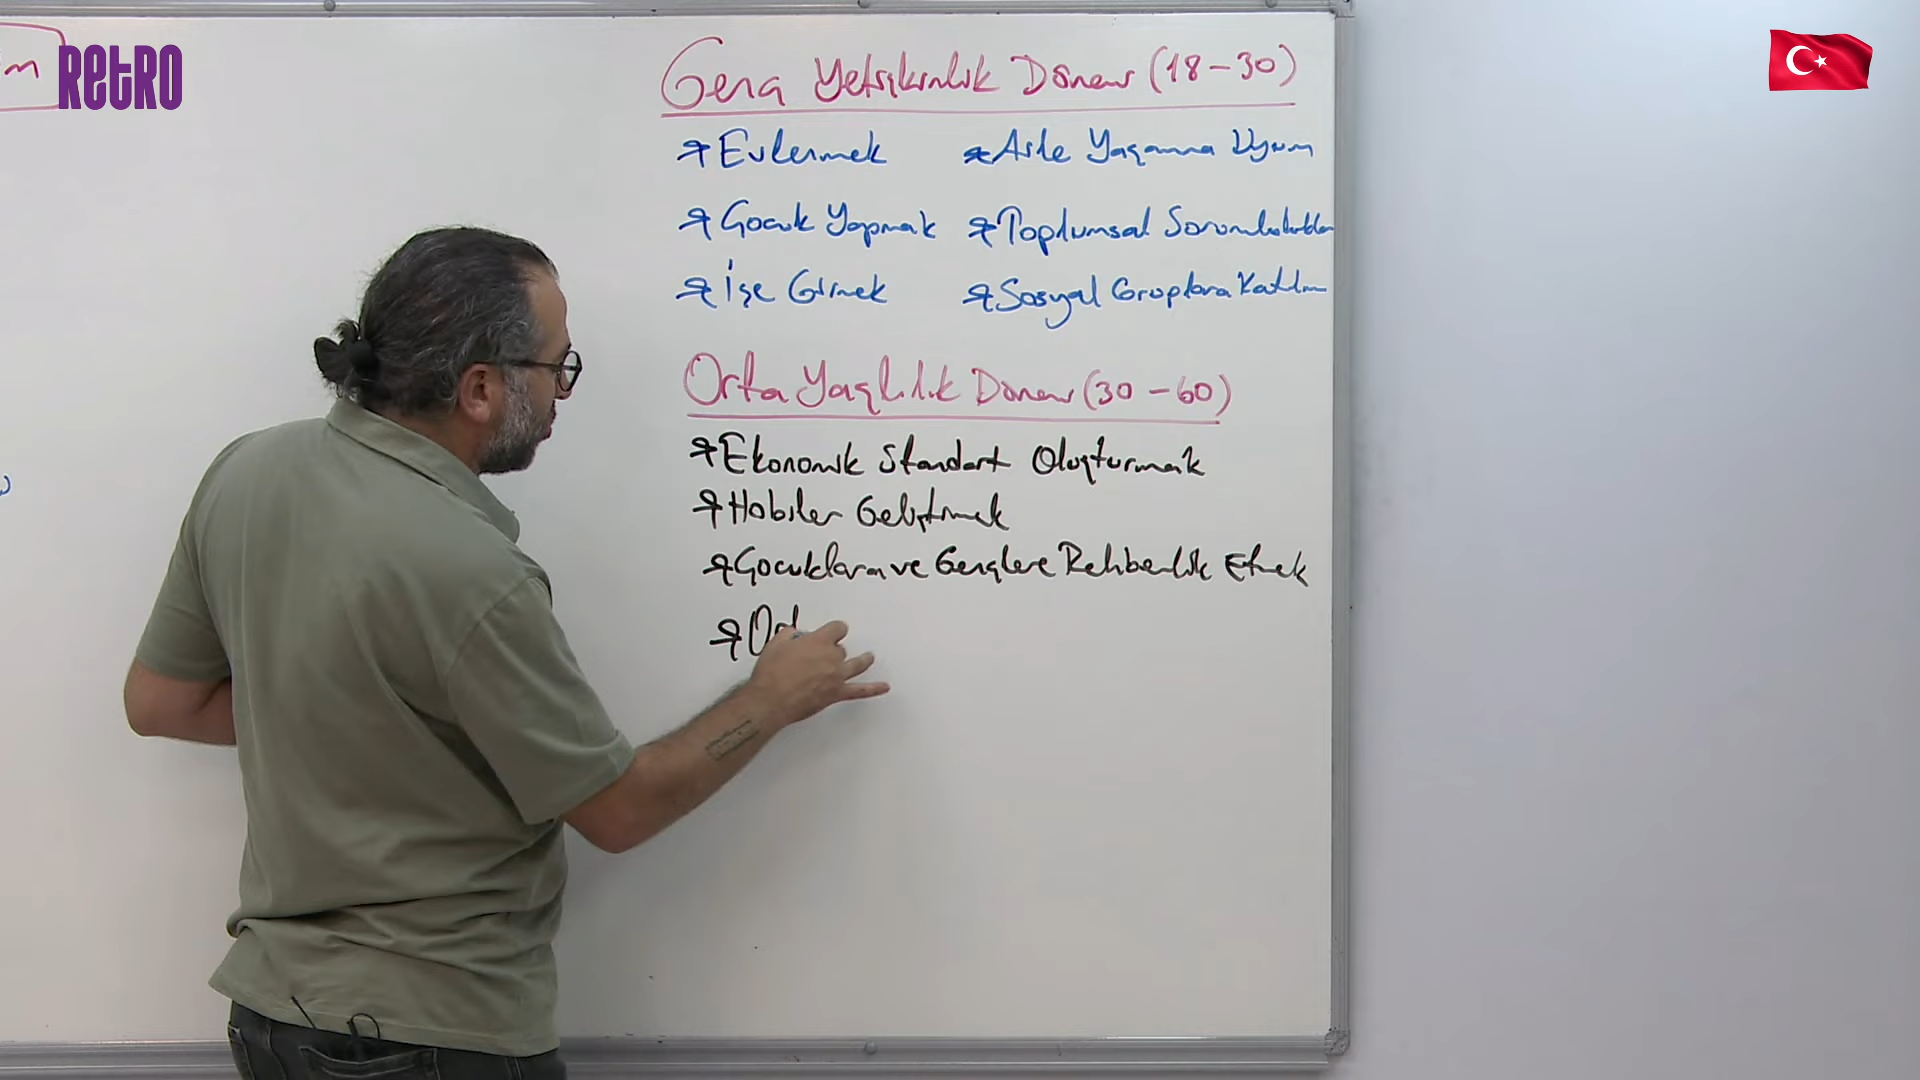 RETRO
Genç Yetişkinlik Dönemi (18-30)
* Evlenmek * Aile Yaşamına Uyum
* Çocuk Yapmak * Toplumsal Sorumluluklar
* İşe Girmek * Sosyal Gruplara Katılım
Orta Yaşlılık Dönemi (30-60)
* Ekonomik Standart Oluşturmak
* Hobiler Geliştirmek
* Çocuklara ve Gençlere Rehberlik Etmek
*